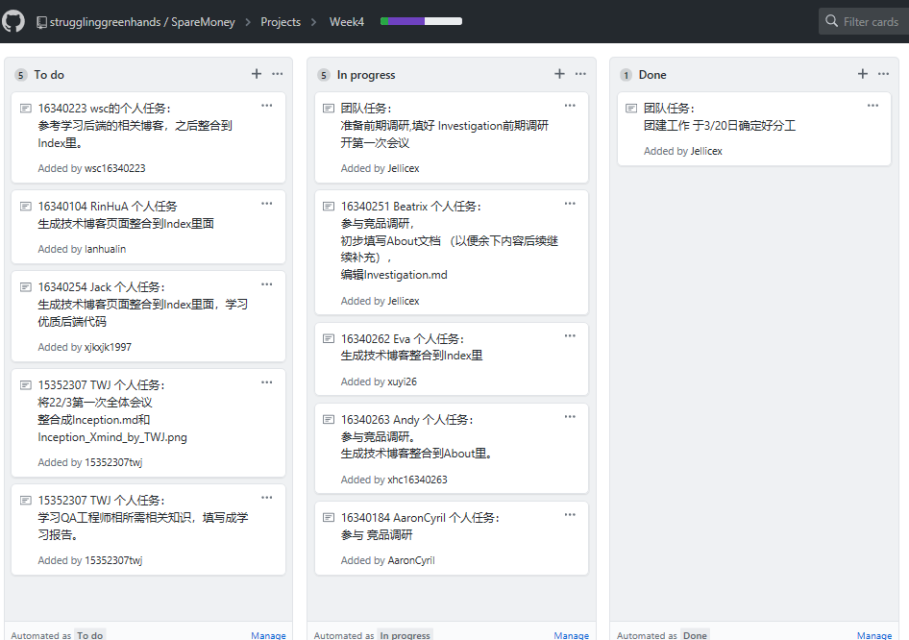 strugglinggreenhands / SpareMoney > Projects > Week4
Filter cards
5 To do
16340223 wsc的个人任务：
参考学习后端的相关博客，之后整合到
Index里。
Added by wsc16340223
16340104 RinHuA 个人任务
生成技术博客页面整合到Index里面
Added by lanhualin
16340254 Jack 个人任务：
生成技术博客页面整合到Index里面，学习
优质后端代码
Added by xjkxjk1997
15352307 TWJ 个人任务：
将22/3第一次全体会议
整合成Inception.md和
Inception_Xmind_by_TWJ.png
Added by 15352307twj
15352307 TWJ 个人任务：
学习QA工程师相所需相关知识，填写成学
习报告。
Added by 15352307twj
Automated as To do
Manage
5 In progress
团队任务：
准备前期调研,填好 Investigation前期调研
开第一次会议
Added by Jellicex
16340251 Beatrix 个人任务：
参与竞品调研，
初步填写About文档 （以便余下内容后续继
续补充），
编辑Investigation.md
Added by Jellicex
16340262 Eva 个人任务：
生成技术博客整合到Index里
Added by xuyi26
16340263 Andy 个人任务：
参与竞品调研。
生成技术博客整合到About里。
Added by xhc16340263
16340184 AaronCyril 个人任务：
参与 竞品调研
Added by AaronCyril
Automated as In progress
Manage
1 Done
团队任务：
团建工作 于3/20日确定好分工
Added by Jellicex
Automated as Done
Manage